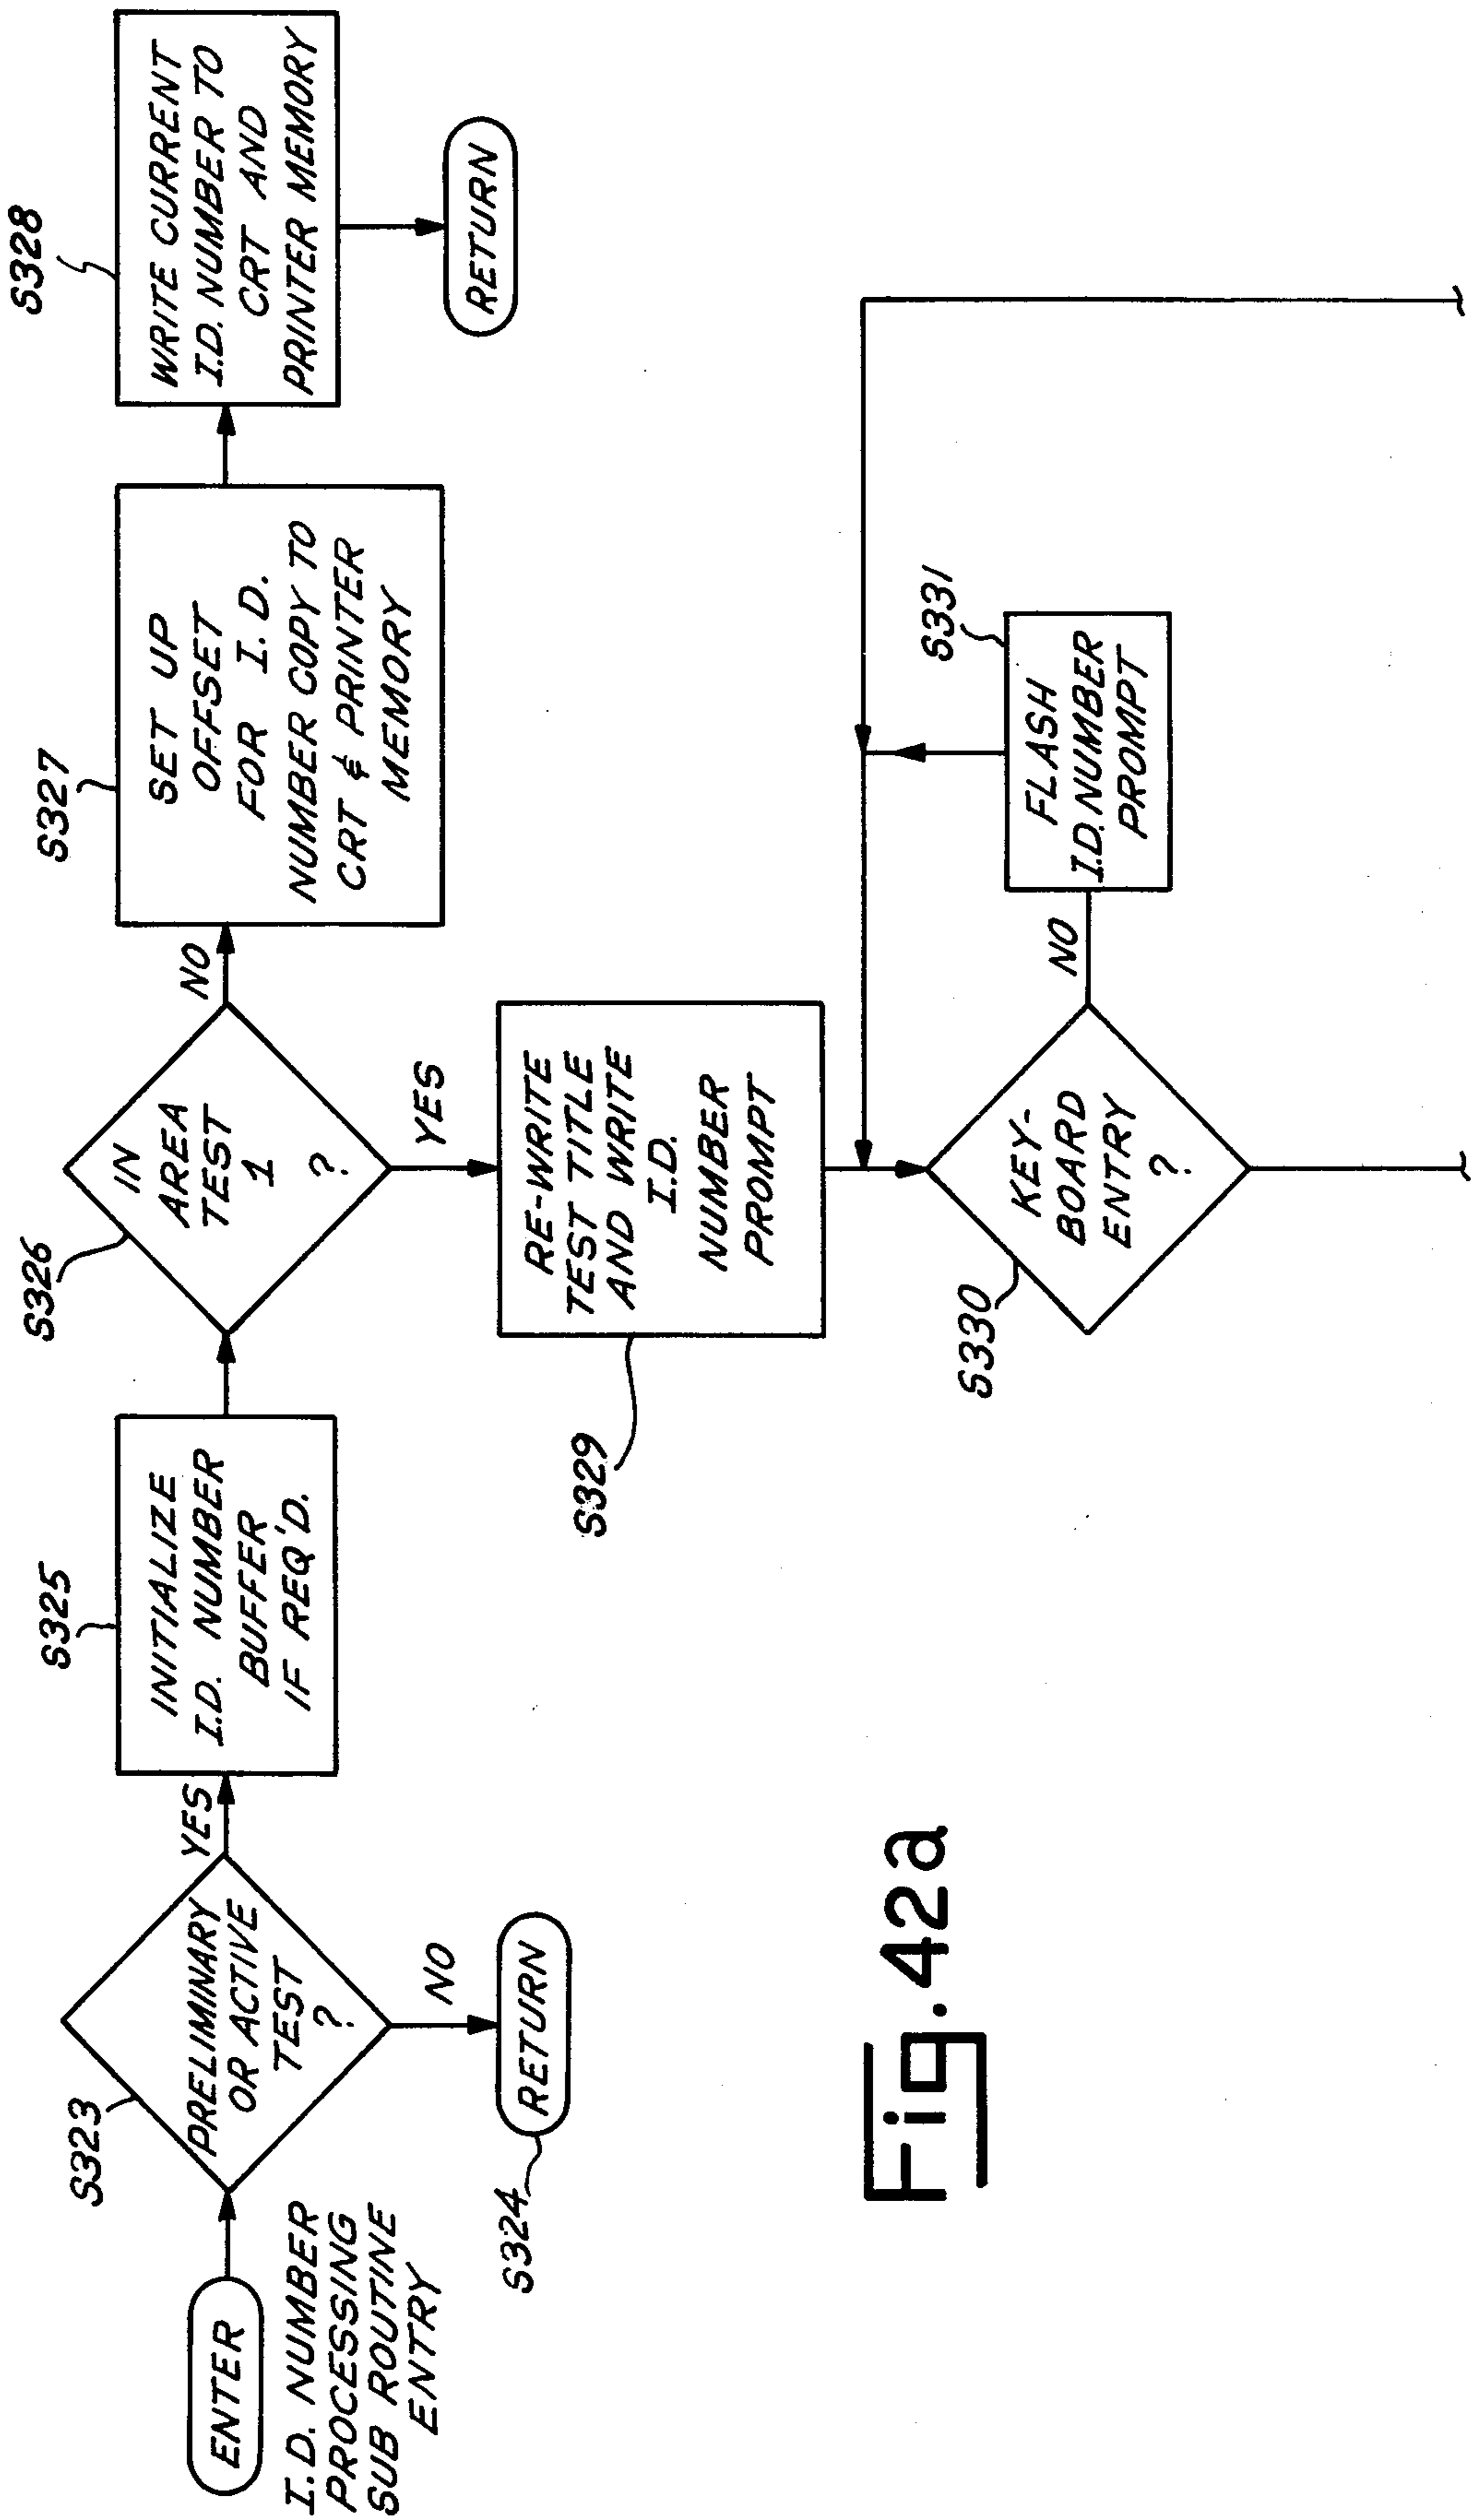 ENTER
I.D. NUMBER
PROCESSING
SUB ROUTINE
ENTRY
S323
PRELIMINARY
OR ACTIVE
TEST
?
YES
NO
S324
RETURN
S325
INITIALIZE
I.D. NUMBER
BUFFER
IF REQ'D.
S326
IN
AREA
TEST
1
?
NO
YES
S327
SET UP
OFFSET
FOR I.D.
NUMBER COPY TO
CRT & PRINTER
MEMORY
S328
WRITE CURRENT
I.D. NUMBER TO
CRT AND
PRINTER MEMORY
RETURN
S329
RE-WRITE
TEST TITLE
AND WRITE
I.D.
NUMBER
PROMPT
S330
KEY-
BOARD
ENTRY
?
NO
S331
FLASH
I.D. NUMBER
PROMPT
Fig. 42a